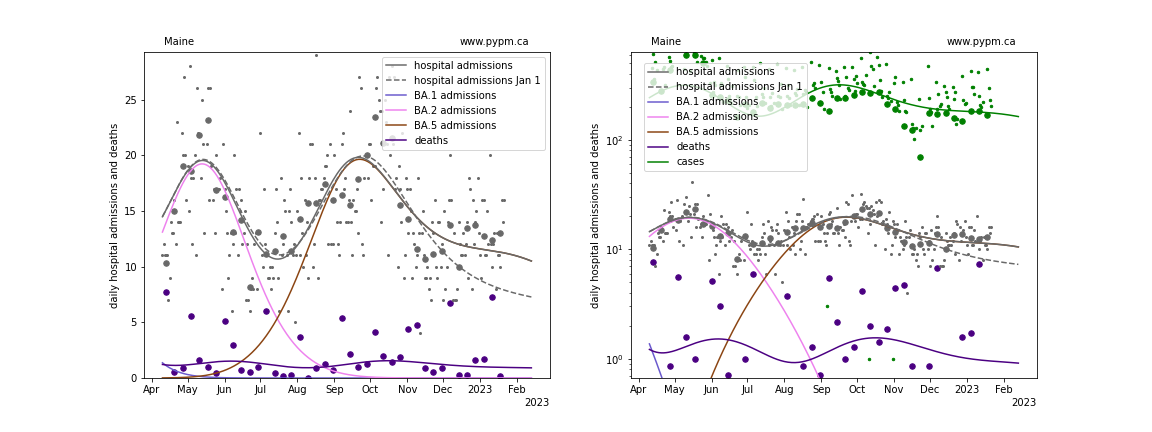 Maine www.pypm.ca
daily hospital admissions and deaths
25
20
15
10
5
0
hospital admissions
hospital admissions Jan 1
BA.1 admissions
BA.2 admissions
BA.5 admissions
deaths
Apr May Jun Jul Aug Sep Oct Nov Dec 2023 Feb
2023
Maine www.pypm.ca
daily hospital admissions and deaths
10²
10¹
10⁰
hospital admissions
hospital admissions Jan 1
BA.1 admissions
BA.2 admissions
BA.5 admissions
deaths
cases
Apr May Jun Jul Aug Sep Oct Nov Dec 2023 Feb
2023